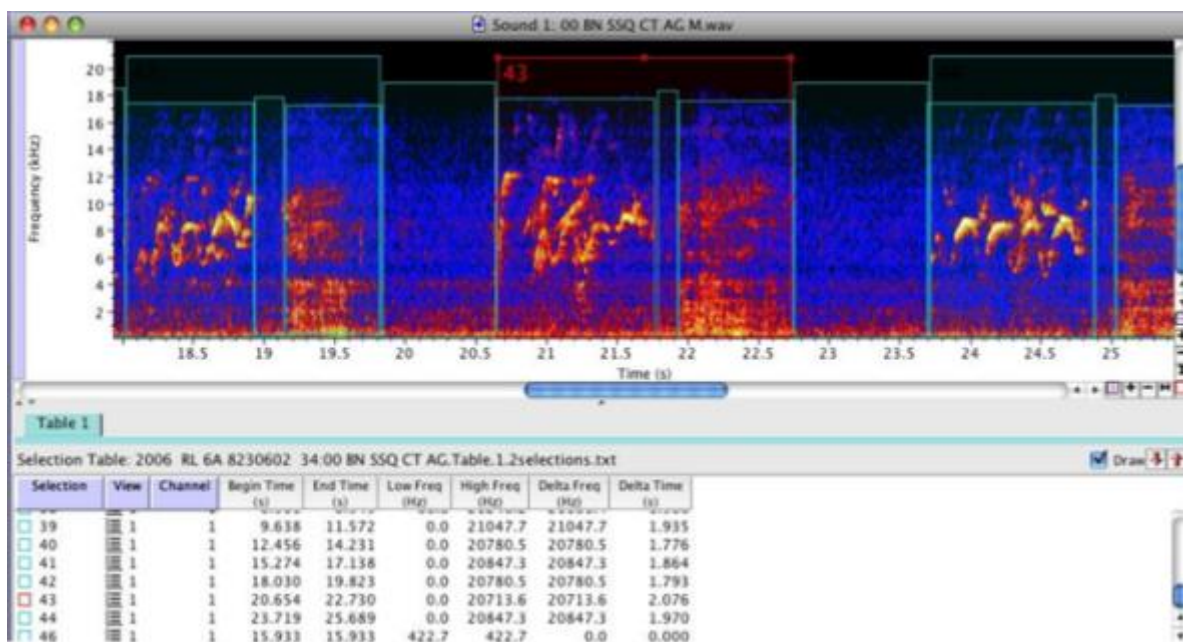 Sound 1: 00 BN SSQ CT AG M.wav
Frequency (kHz)
20
18
16
14
12
10
8
6
4
2
43
18.5 19 19.5 20 20.5 21 21.5 22 22.5 23 23.5 24 24.5 25
Time (s)
Table 1
Selection Table: 2006 RL 6A 8230602 34:00 BN SSQ CT AG.Table.1.2selections.txt
Draw
Selection View Channel Begin Time (s) End Time (s) Low Freq (Hz) High Freq (Hz) Delta Freq (Hz) Delta Time (s)
39 1 1 9.638 11.572 0.0 21047.7 21047.7 1.935
40 1 1 12.456 14.231 0.0 20780.5 20780.5 1.776
41 1 1 15.274 17.138 0.0 20847.3 20847.3 1.864
42 1 1 18.030 19.823 0.0 20780.5 20780.5 1.793
43 1 1 20.654 22.730 0.0 20713.6 20713.6 2.076
44 1 1 23.719 25.689 0.0 20847.3 20847.3 1.970
46 1 1 15.933 15.933 422.7 422.7 0.0 0.000